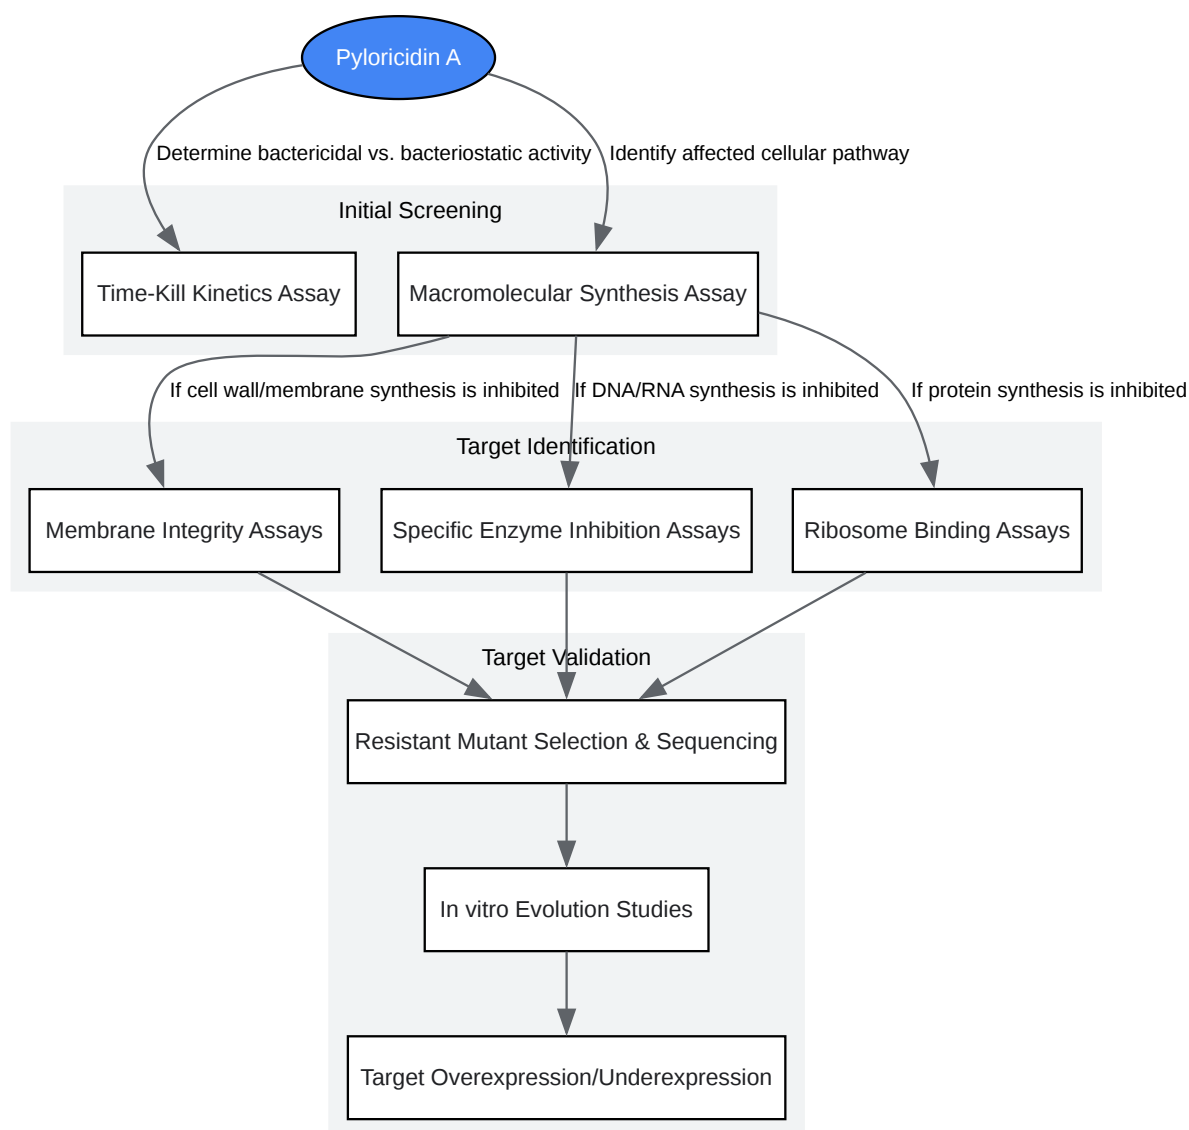 Pyloricidin A
Determine bactericidal vs. bacteriostatic activity
Identify affected cellular pathway
Initial Screening
Time-Kill Kinetics Assay
Macromolecular Synthesis Assay
If cell wall/membrane synthesis is inhibited
If DNA/RNA synthesis is inhibited
If protein synthesis is inhibited
Target Identification
Membrane Integrity Assays
Specific Enzyme Inhibition Assays
Ribosome Binding Assays
Target Validation
Resistant Mutant Selection & Sequencing
In vitro Evolution Studies
Target Overexpression/Underexpression